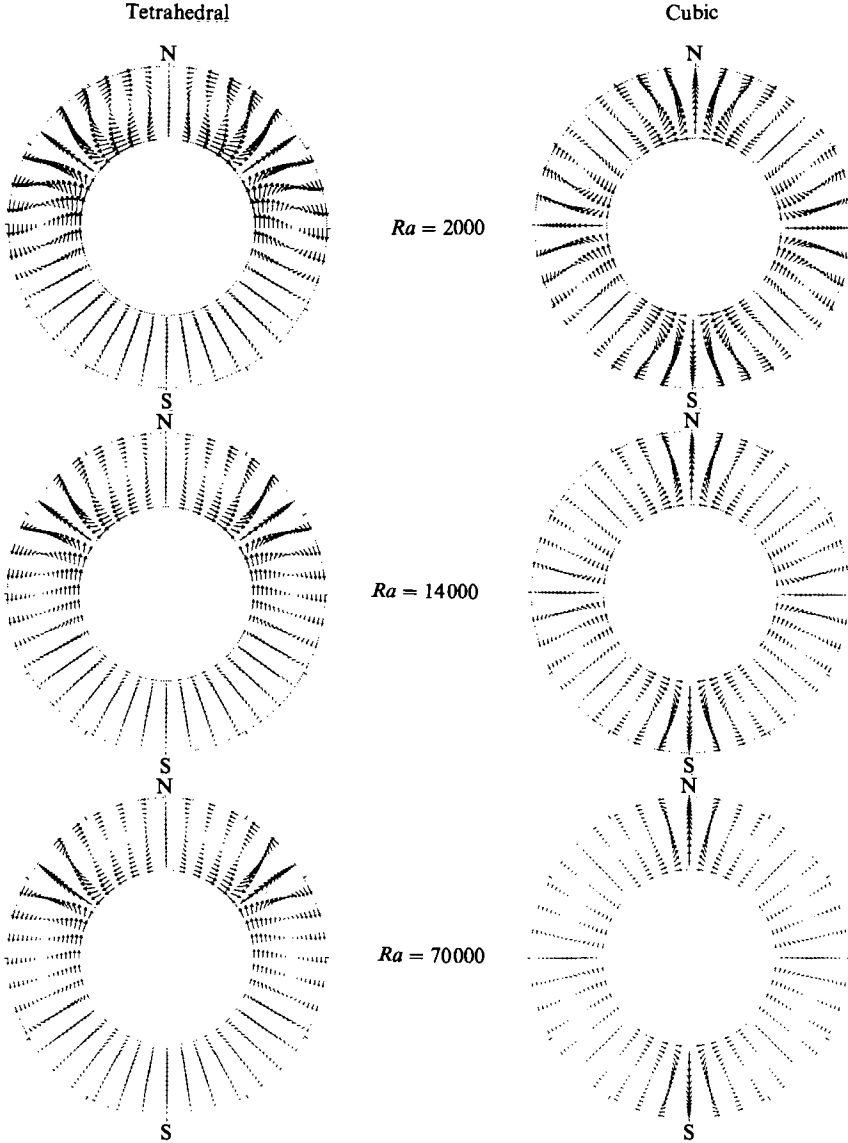 Tetrahedral
Cubic
N
N
Ra = 2000
S
S
N
N
Ra = 14000
S
S
N
N
Ra = 70000
S
S